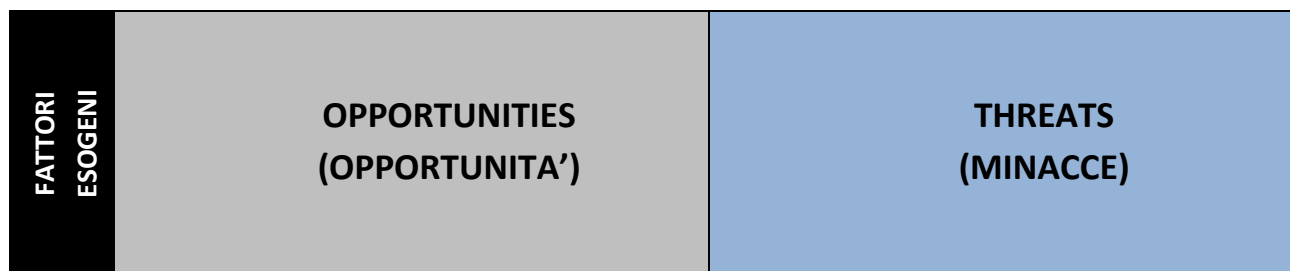 FATTORI
ESOGENI
OPPORTUNITIES
(OPPORTUNITA’)
THREATS
(MINACCE)